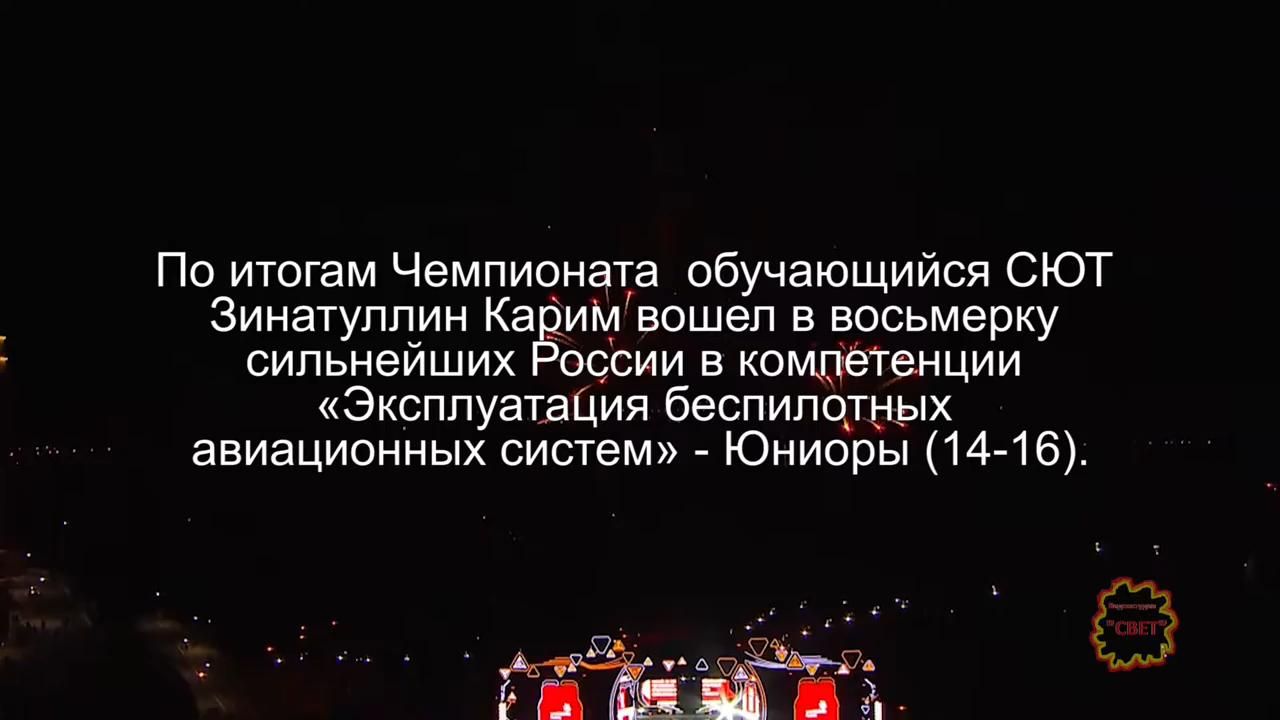 По итогам Чемпионата  обучающийся СЮТ
Зинатуллин Карим вошел в восьмерку
сильнейших России в компетенции
«Эксплуатация беспилотных
авиационных систем» - Юниоры (14-16).
"СВЕТ"